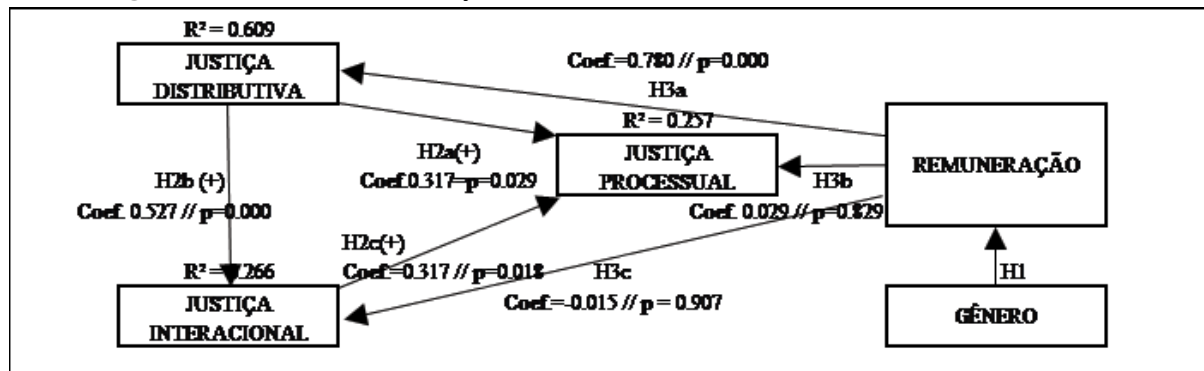 R² = 0.609
JUSTIÇA
DISTRIBUTIVA
Coef.=0.780 // p=0.000
H3a
R² = 0.257
JUSTIÇA
PROCESSUAL
REMUNERAÇÃO
H2a(+)
Coef.0.317=p=0.029
H3b
Coef. 0.029 // p=0.829
H2b (+)
Coef. 0.527 // p=0.000
H2c(+)
Coef.=0.317 // p=0.018
H3c
Coef.=-0.015 // p = 0.907
R² = .266
JUSTIÇA
INTERACIONAL
H1
GÊNERO